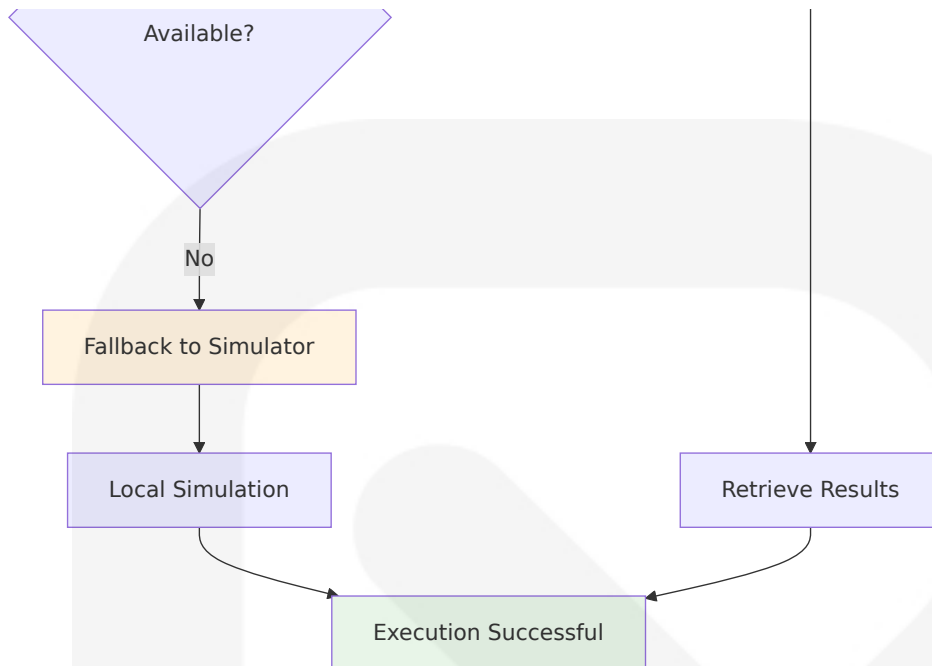 Available?
No
Fallback to Simulator
Local Simulation
Retrieve Results
Execution Successful